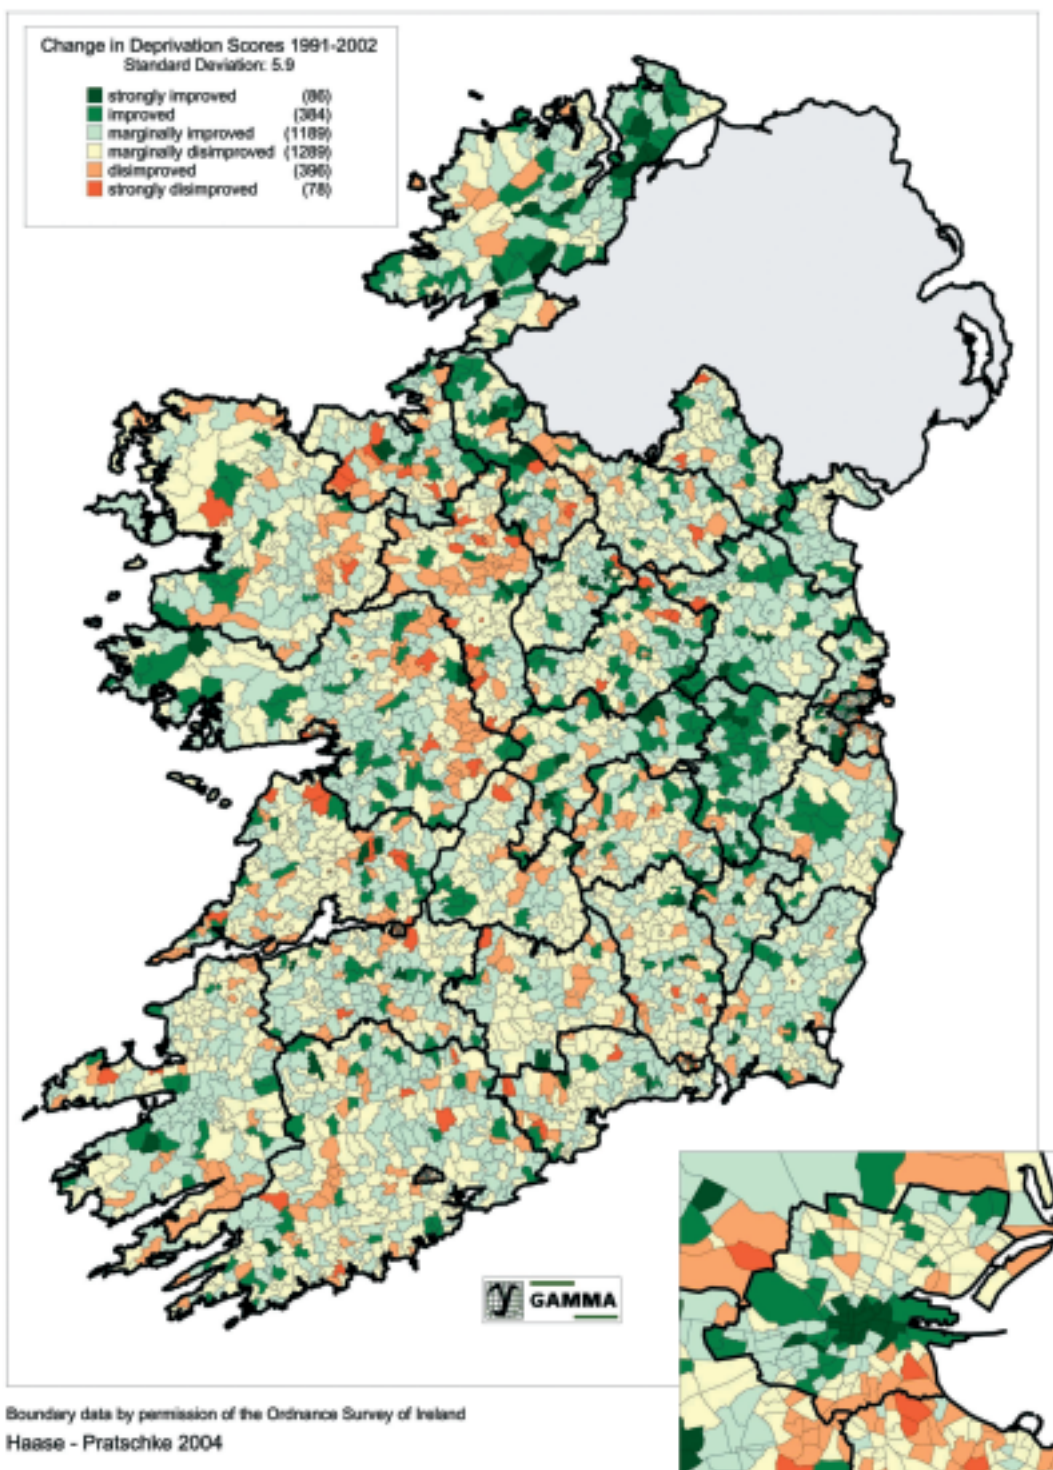 Change in Deprivation Scores 1991-2002
Standard Deviation: 5.9
strongly improved (86)
improved (384)
marginally improved (1189)
marginally disimproved (1289)
disimproved (396)
strongly disimproved (78)
GAMMA
Boundary data by permission of the Ordnance Survey of Ireland
Haase - Pratschke 2004